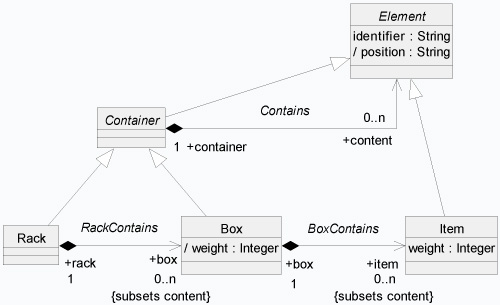 Element
identifier : String
/ position : String
Contains
0..n
Container
1 +container
+content
Rack
RackContains
Box
BoxContains
Item
/ weight : Integer
weight : Integer
+rack
+box
+box
+item
1
0..n
1
0..n
{subsets content}
{subsets content}